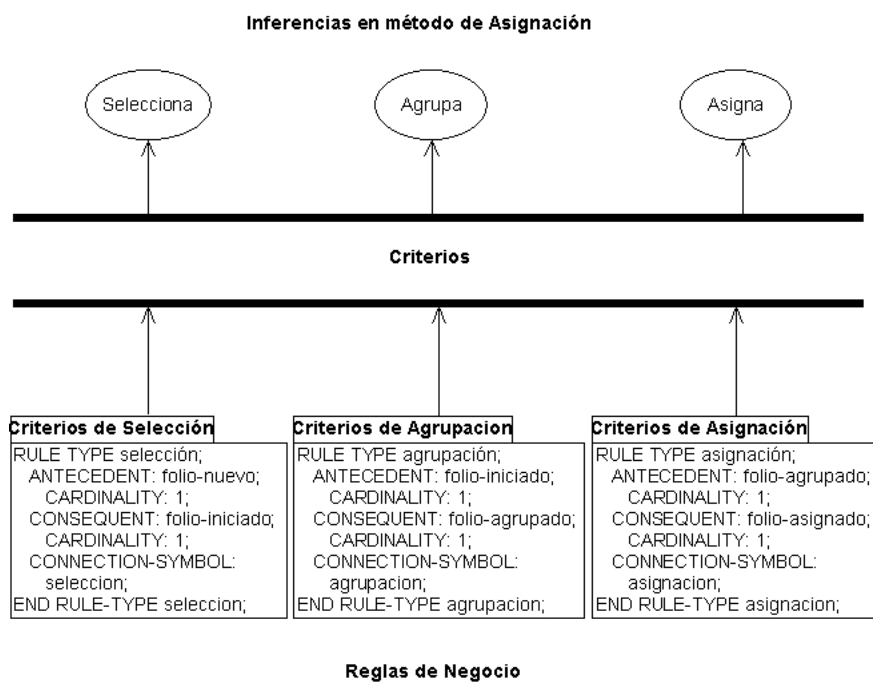 Inferencias en método de Asignación
Selecciona
Agrupa
Asigna
Criterios
Criterios de Selección
RULE TYPE selección;
ANTECEDENT: folio-nuevo;
CARDINALITY: 1;
CONSEQUENT: folio-iniciado;
CARDINALITY: 1;
CONNECTION-SYMBOL:
seleccion;
END RULE-TYPE seleccion;
Criterios de Agrupacion
RULE TYPE agrupación;
ANTECEDENT: folio-iniciado;
CARDINALITY: 1;
CONSEQUENT: folio-agrupado;
CARDINALITY: 1;
CONNECTION-SYMBOL:
agrupacion;
END RULE-TYPE agrupacion;
Criterios de Asignación
RULE TYPE asignación;
ANTECEDENT: folio-agrupado;
CARDINALITY: 1;
CONSEQUENT: folio-asignado;
CARDINALITY: 1;
CONNECTION-SYMBOL:
asignacion;
END RULE-TYPE asignacion;
Reglas de Negocio